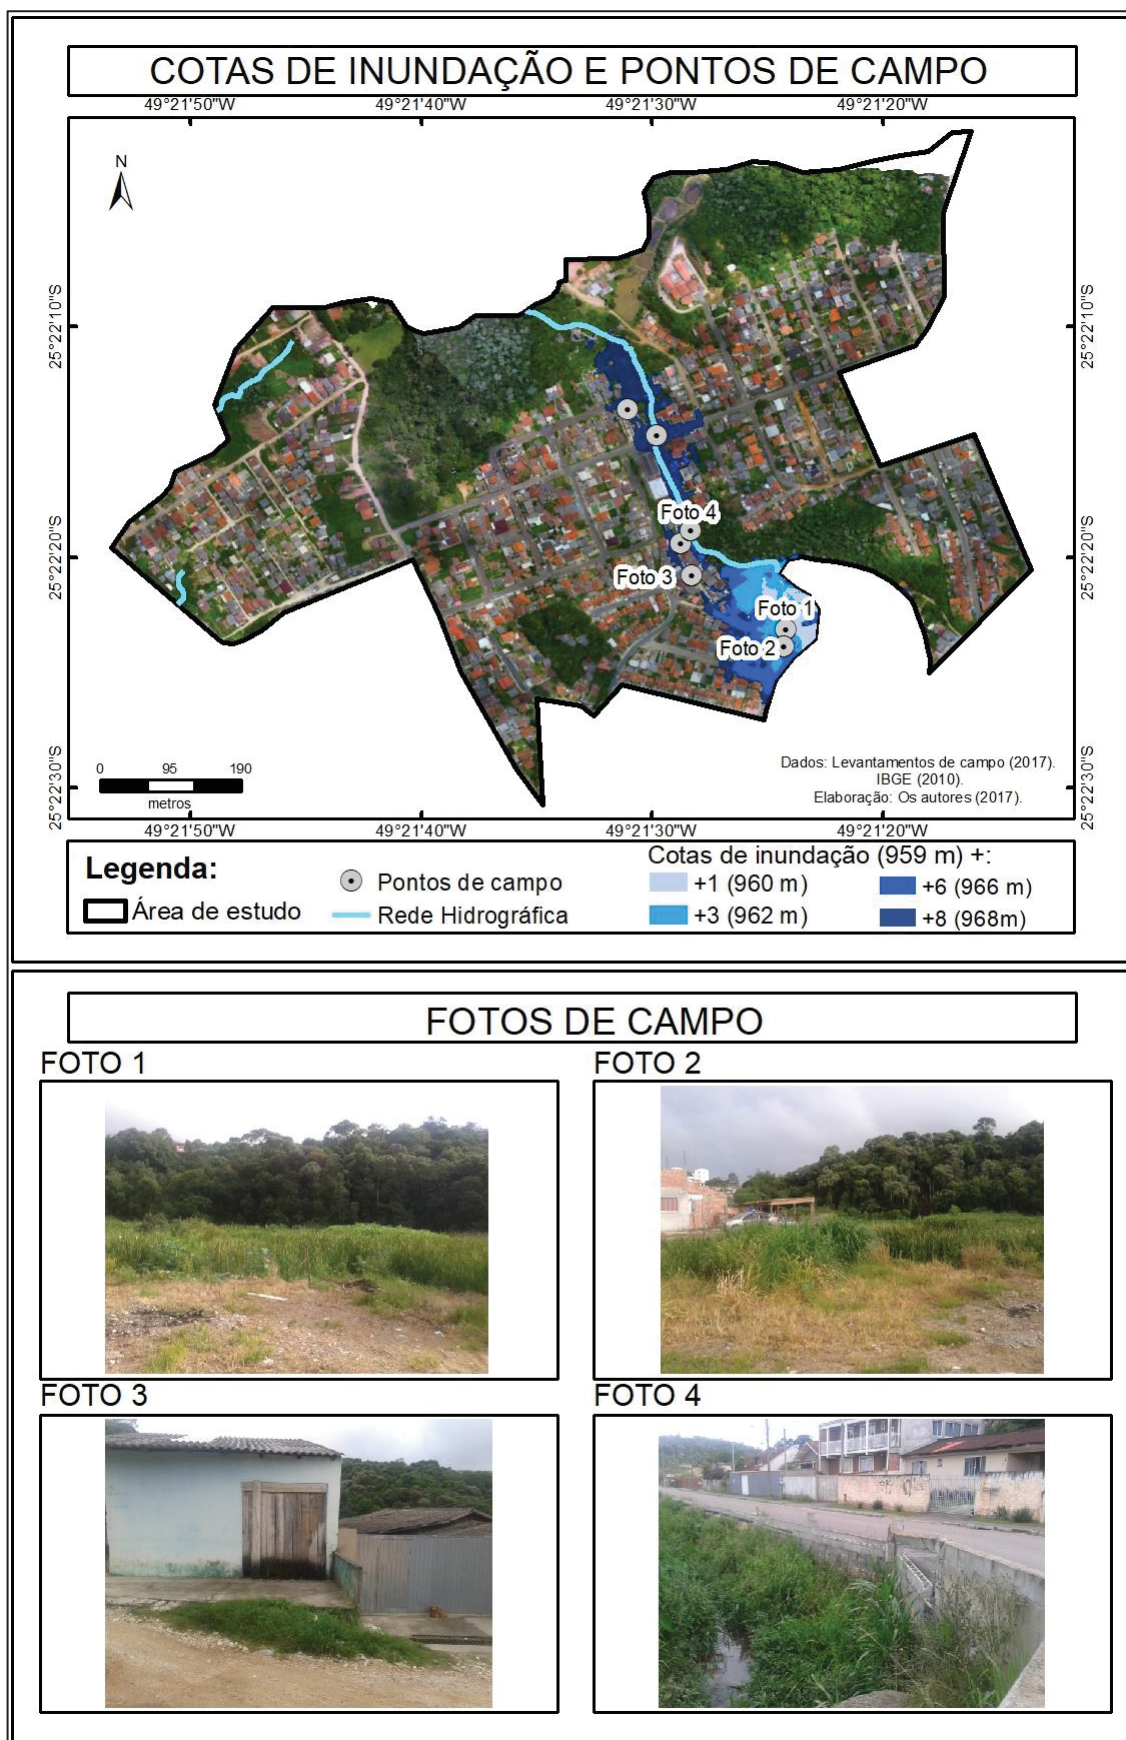 COTAS DE INUNDAÇÃO E PONTOS DE CAMPO
49°21'50"W 49°21'40"W 49°21'30"W 49°21'20"W
N
25°22'10"S 25°22'10"S
25°22'20"S 25°22'20"S
25°22'30"S 25°22'30"S
Foto 4
Foto 3
Foto 1
Foto 2
0 95 190
metros
Dados: Levantamentos de campo (2017).
IBGE (2010).
Elaboração: Os autores (2017).
49°21'50"W 49°21'40"W 49°21'30"W 49°21'20"W
Legenda:
Área de estudo
Pontos de campo
Rede Hidrográfica
Cotas de inundação (959 m) +:
+1 (960 m) +6 (966 m)
+3 (962 m) +8 (968m)
FOTOS DE CAMPO
FOTO 1 FOTO 2
FOTO 3 FOTO 4